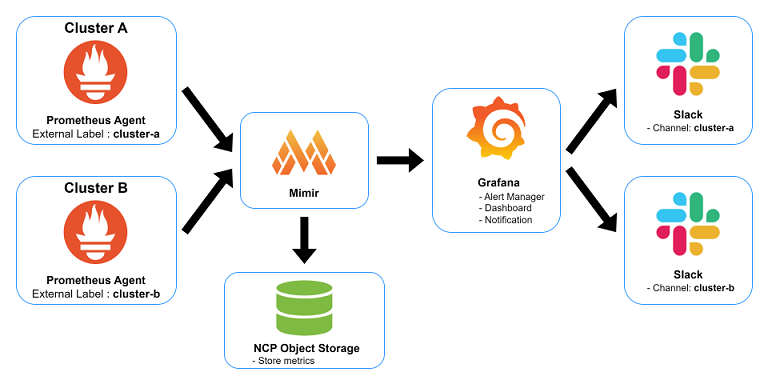 Cluster A
Prometheus Agent
External Label : cluster-a
Cluster B
Prometheus Agent
External Label : cluster-b
Mimir
NCP Object Storage
- Store metrics
Grafana
- Alert Manager
- Dashboard
- Notification
Slack
- Channel: cluster-a
Slack
- Channel: cluster-b